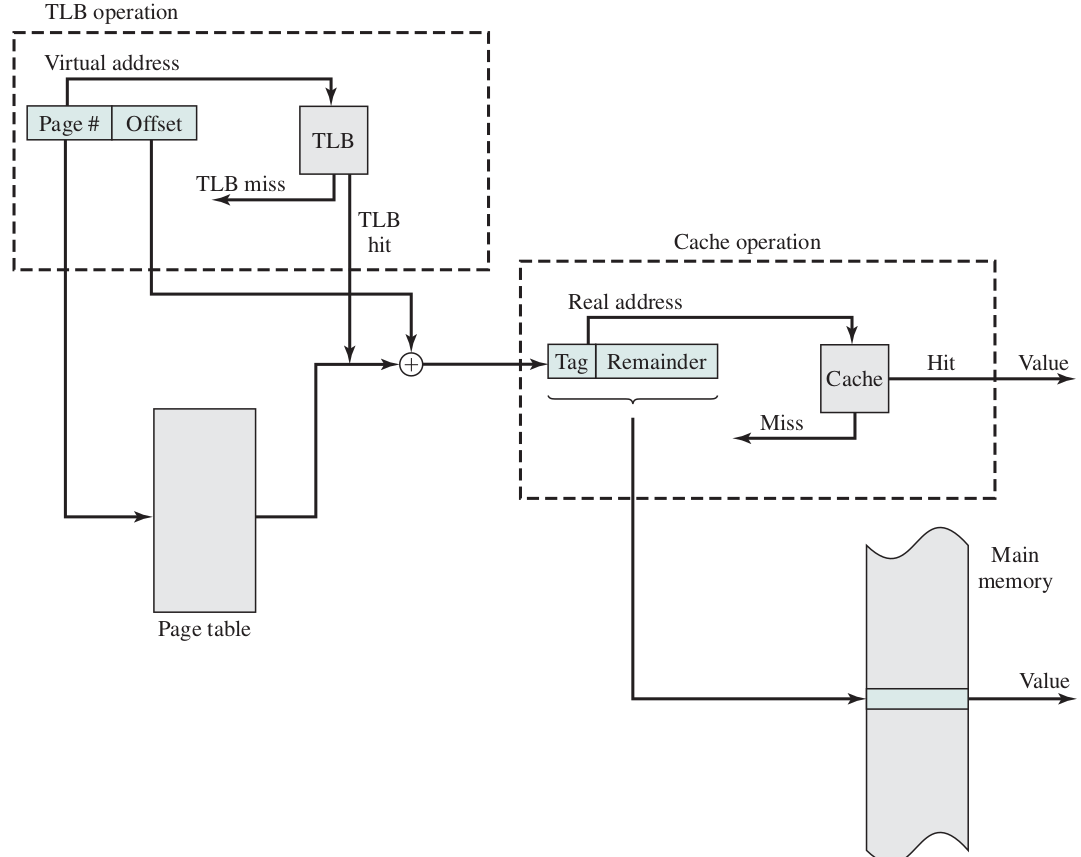 TLB operation
Virtual address
Page # Offset
TLB
TLB miss
TLB
hit
Cache operation
Real address
Tag Remainder
+
Cache
Hit
Value
Miss
Page table
Main
memory
Value